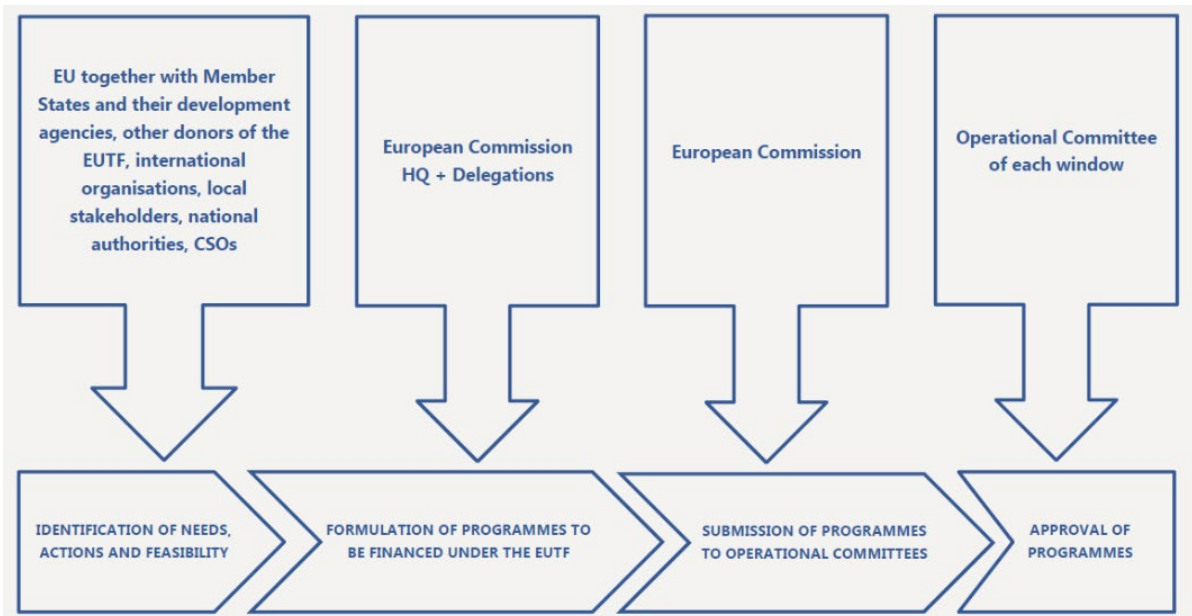 EU together with Member
States and their development
agencies, other donors of the
EUTF, international
organisations, local
stakeholders, national
authorities, CSOs
European Commission
HQ + Delegations
European Commission
Operational Committee
of each window
IDENTIFICATION OF NEEDS,
ACTIONS AND FEASIBILITY
FORMULATION OF PROGRAMMES TO
BE FINANCED UNDER THE EUTF
SUBMISSION OF PROGRAMMES
TO OPERATIONAL COMMITTEES
APPROVAL OF
PROGRAMMES